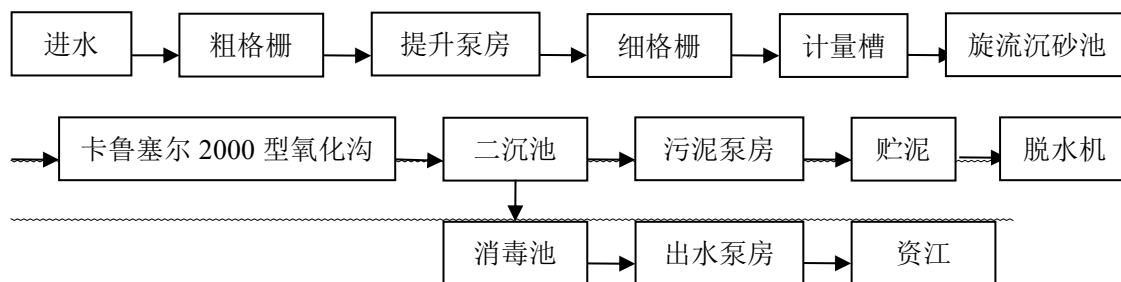 进水 粗格栅 提升泵房 细格栅 计量槽 旋流沉砂池
卡鲁塞尔 2000 型氧化沟 二沉池 污泥泵房 贮泥 脱水机
消毒池 出水泵房 资江